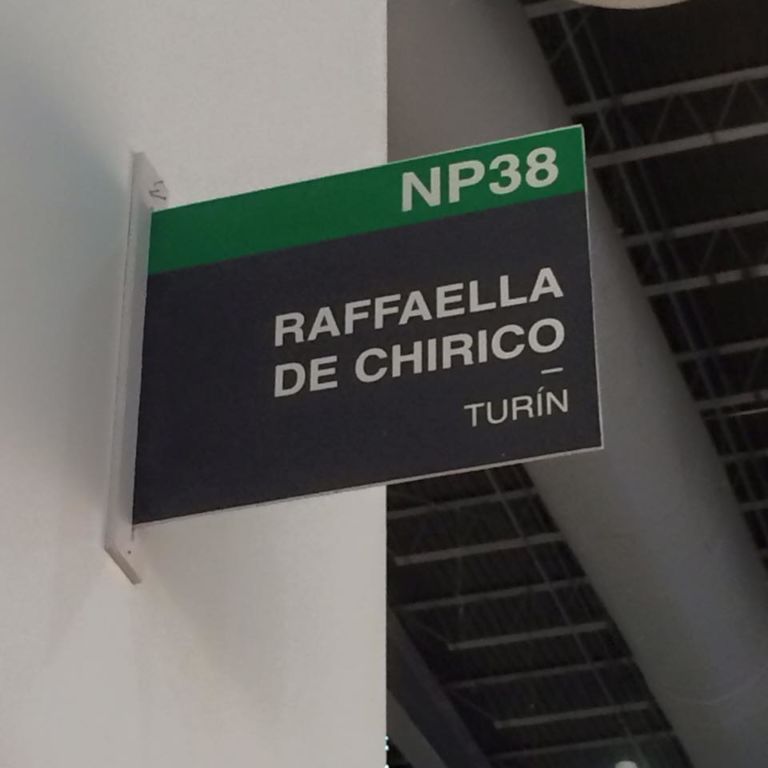 NP38
RAFFAELLA
DE CHIRICO
–
TURÍN